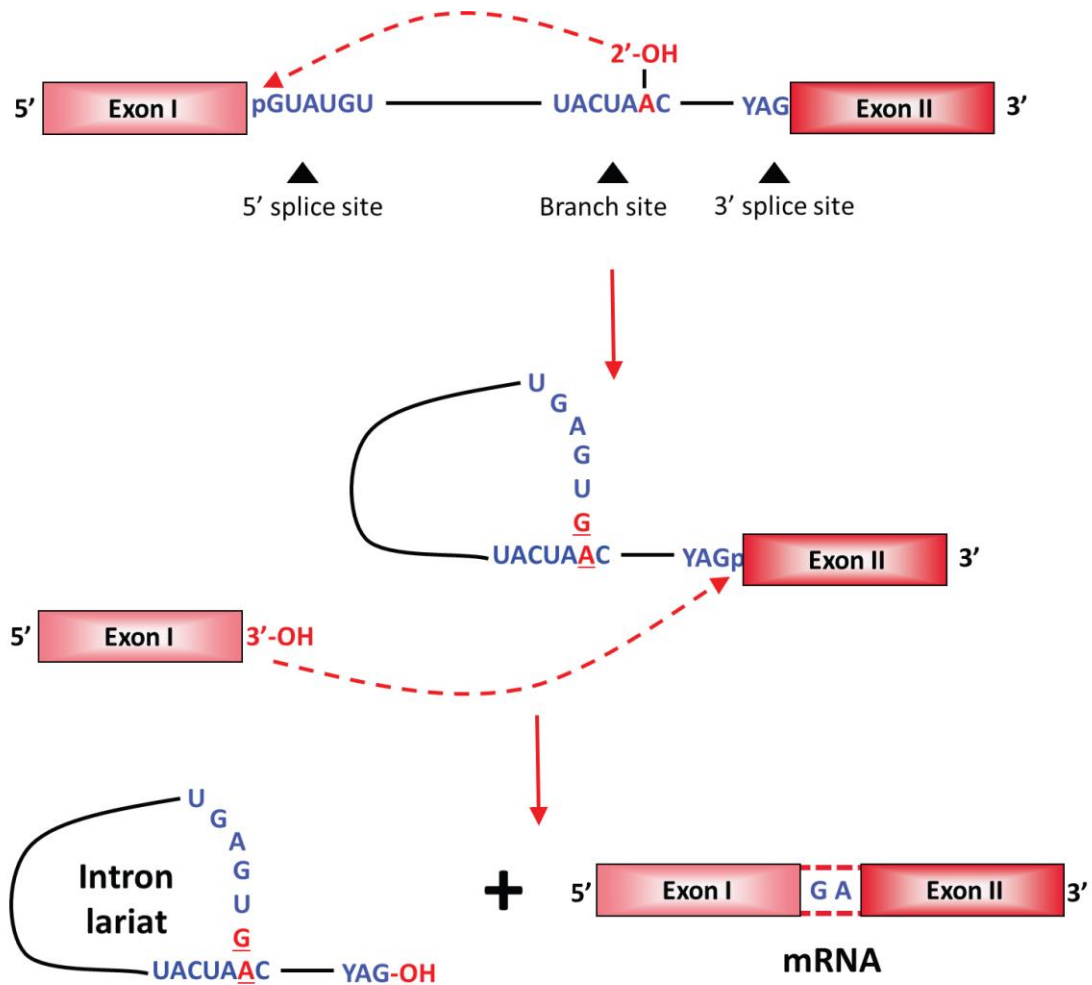 2'-OH
5' Exon I pGUAUGU UACUAAC YAG Exon II 3'
5' splice site Branch site 3' splice site
U
G
A
G
U
G
UACUAAC YAGp Exon II 3'
5' Exon I 3'-OH
U
G
A
G
U
G
Intron
lariat
UACUAAC YAG-OH
+
5' Exon I G A Exon II 3'
mRNA